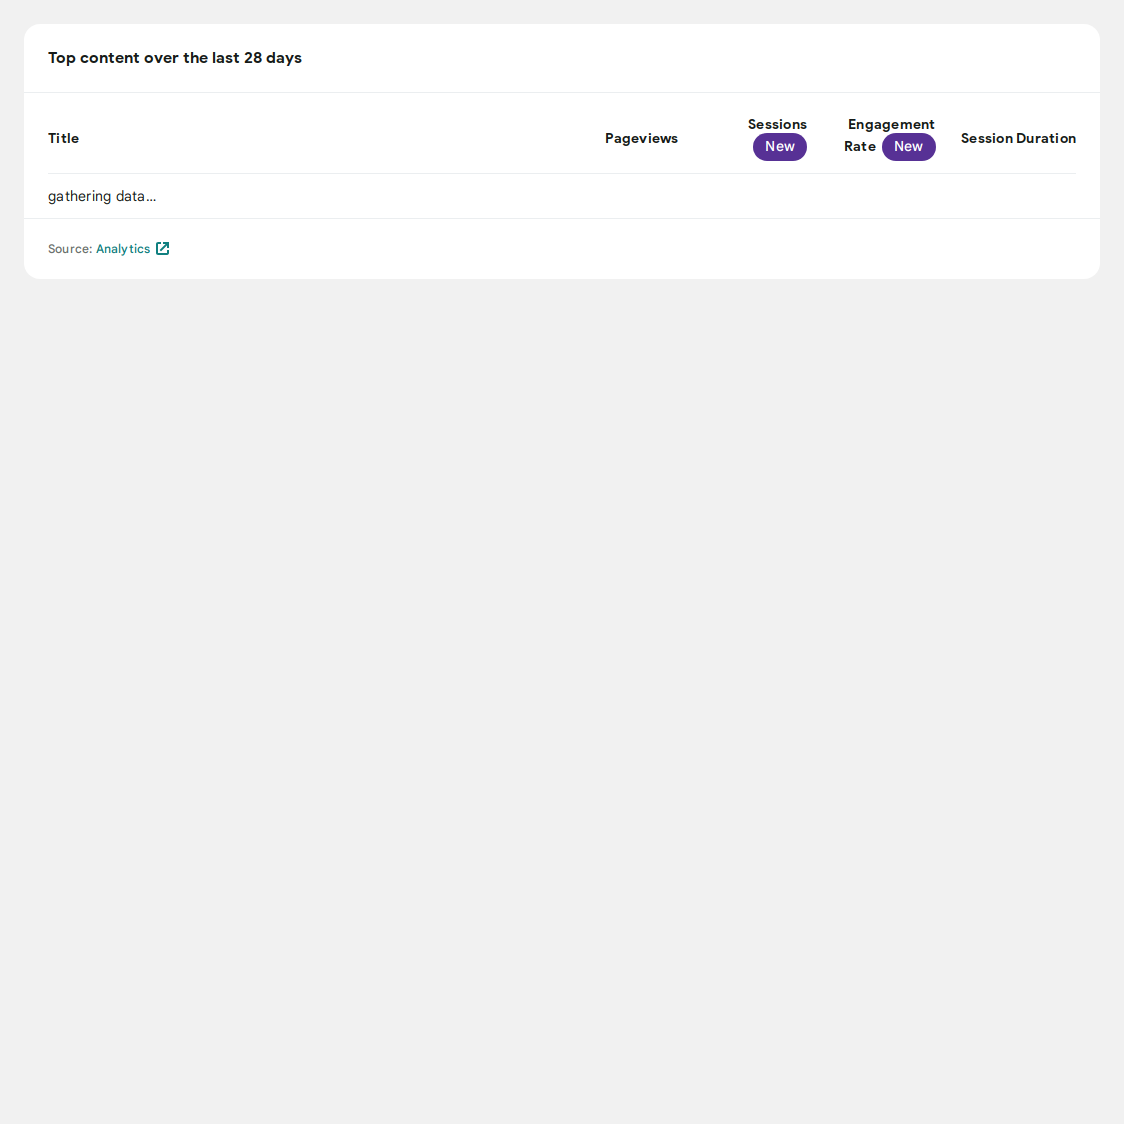 Top content over the last 28 days
Title
Pageviews
Sessions
New
Engagement
Rate New
Session Duration
gathering data…
Source: Analytics